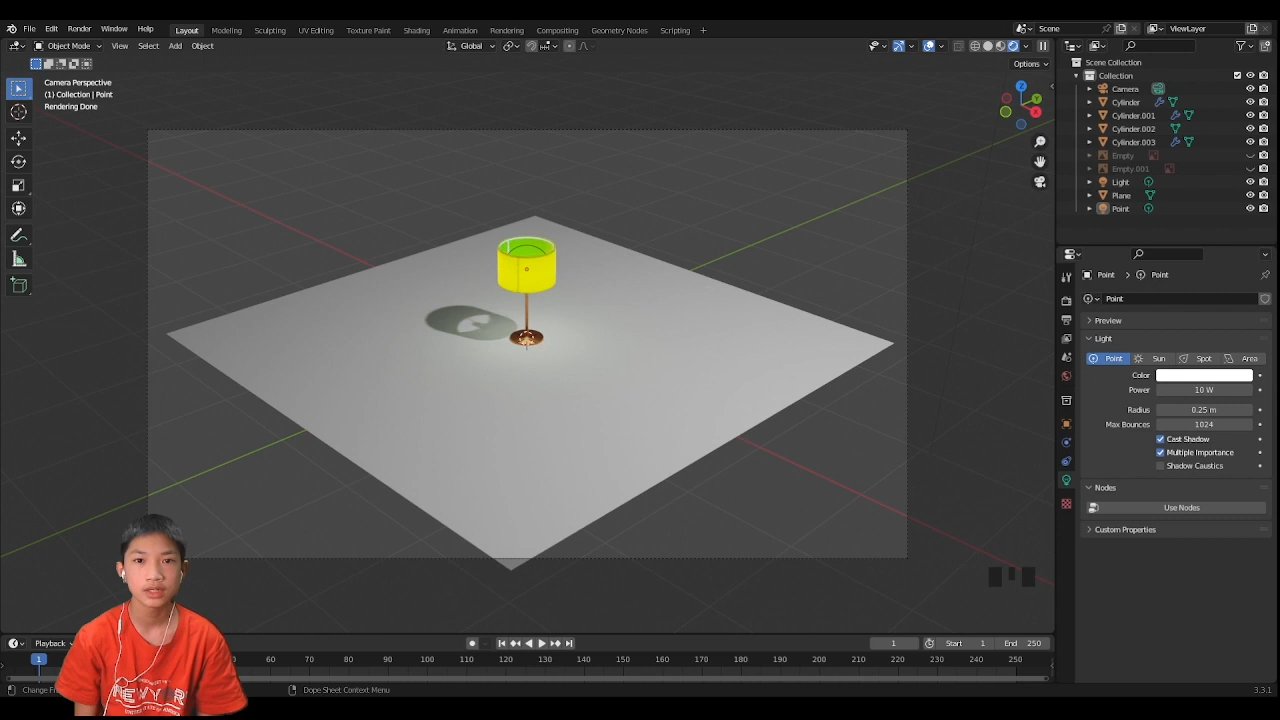 File Edit Render Window Help Layout Modeling Sculpting UV Editing Texture Paint Shading Animation Rendering Compositing Geometry Nodes Scripting + Scene ViewLayer
Object Mode View Select Add Object Global
Options
Camera Perspective
(1) Collection | Point
Rendering Done
Z
Y
X
Scene Collection
Collection
Camera
Cylinder
Cylinder.001
Cylinder.002
Cylinder.003
Empty
Empty.001
Light
Plane
Point
Point > Point
Point
Preview
Light
Point Sun Spot Area
Color
Power 10 W
Radius 0.25 m
Max Bounces 1024
Cast Shadow
Multiple Importance
Shadow Caustics
Nodes
Use Nodes
Custom Properties
Playback 1 Start 1 End 250
1 60 70 80 90 100 110 120 130 140 150 160 170 180 190 200 210 220 230 240 250
Dope Sheet Context Menu 3.3.1